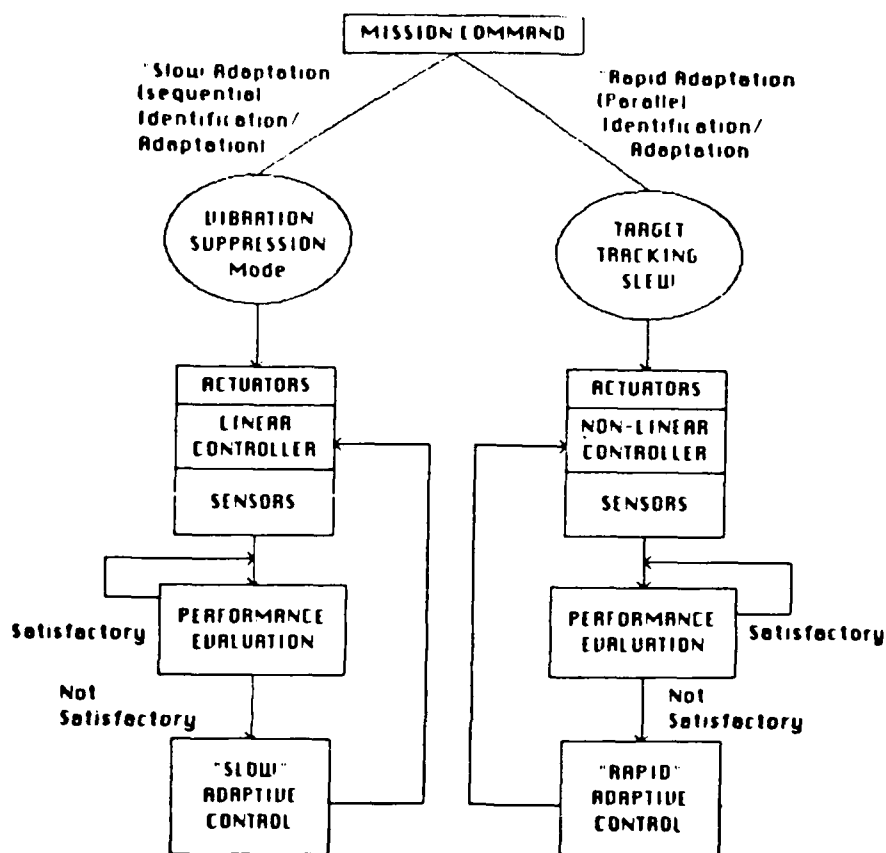 MISSION COMMAND
"Slow Adaptation
(sequential
Identification/
Adaptation)
"Rapid Adaptation
(Parallel
Identification/
Adaptation
VIBRATION
SUPPRESSION
Mode
TARGET
TRACKING
SLEW
ACTUATORS
LINEAR
CONTROLLER
SENSORS
ACTUATORS
NON-LINEAR
CONTROLLER
SENSORS
PERFORMANCE
EVALUATION
Satisfactory
PERFORMANCE
EVALUATION
Satisfactory
Not
Satisfactory
Not
Satisfactory
"SLOW"
ADAPTIVE
CONTROL
"RAPID"
ADAPTIVE
CONTROL